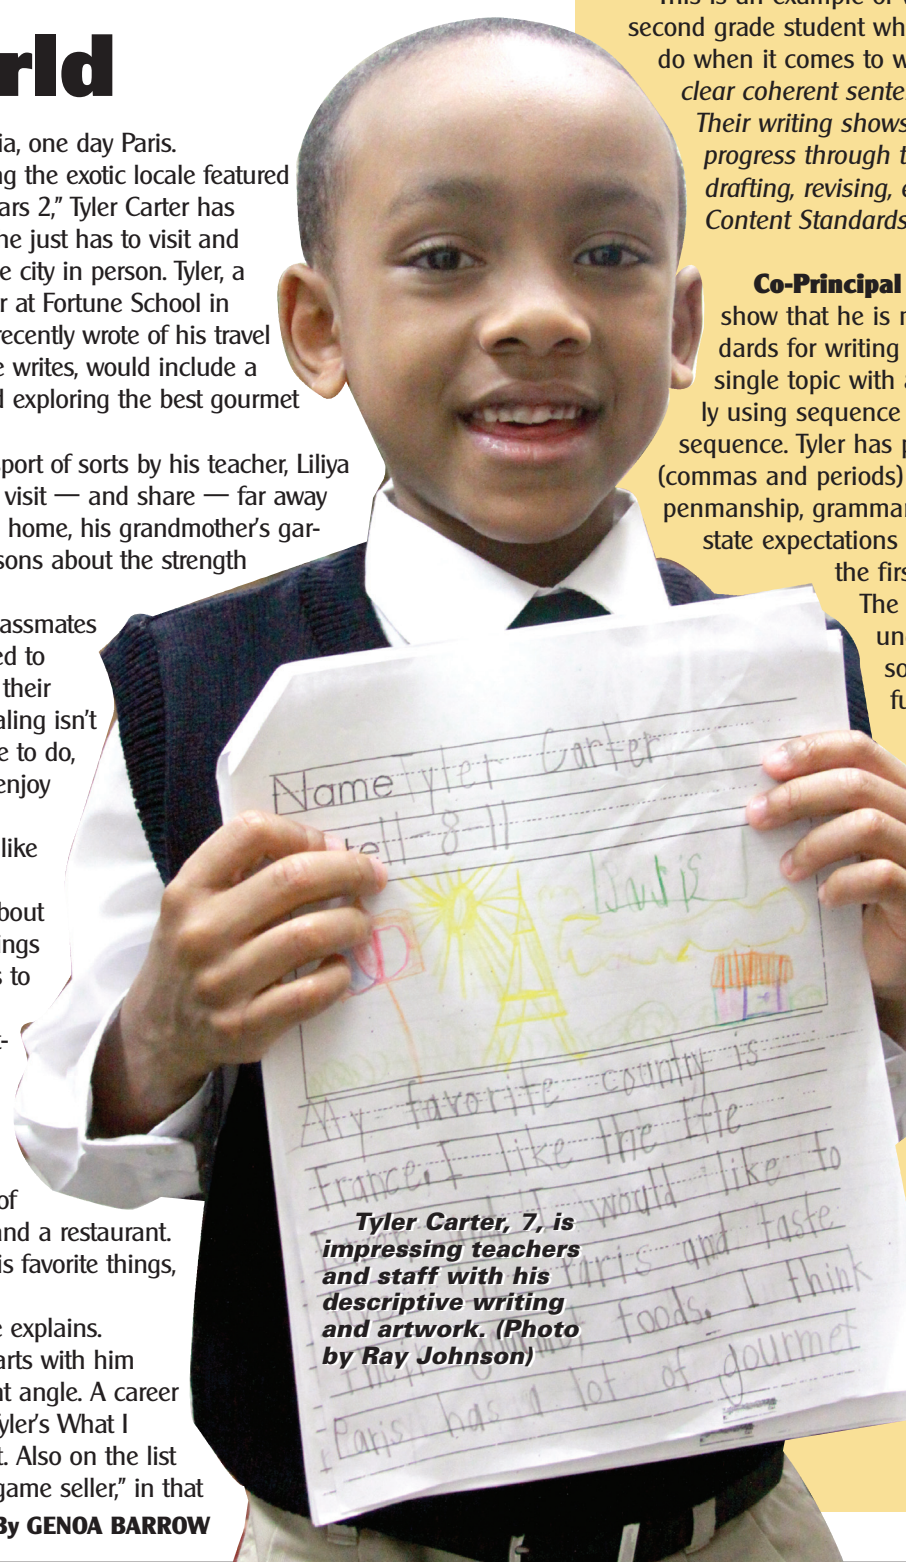 rld
ia, one day Paris.
ng the exotic locale featured
ars 2,” Tyler Carter has
he just has to visit and
e city in person. Tyler, a
r at Fortune School in
recently wrote of his travel
e writes, would include a
d exploring the best gourmet
port of sorts by his teacher, Liliya
visit — and share — far away
home, his grandmother’s gar-
sons about the strength
assmates
ed to
their
aling isn’t
e to do,
enjoy
like
bout
ings
s to
t-
of
and a restaurant.
is favorite things,
e explains.
arts with him
nt angle. A career
Tyler’s What I
t. Also on the list
game seller,” in that
By GENOA BARROW
second grade student wh
do when it comes to w
clear coherent sente
Their writing shows
progress through t
drafting, revising, e
Content Standards
Co-Principal
show that he is m
dards for writing
single topic with a
ly using sequence
sequence. Tyler has p
(commas and periods)
penmanship, grammar
state expectations
the firs
The
un
so
fu
Name Tyler Carter
te 11-8-11
Paris
My favorite country is
France. I like the Ifle
I would like to
Paris and taste
their gourmet foods. I think
Paris has a lot of gourmet
Tyler Carter, 7, is
impressing teachers
and staff with his
descriptive writing
and artwork. (Photo
by Ray Johnson)